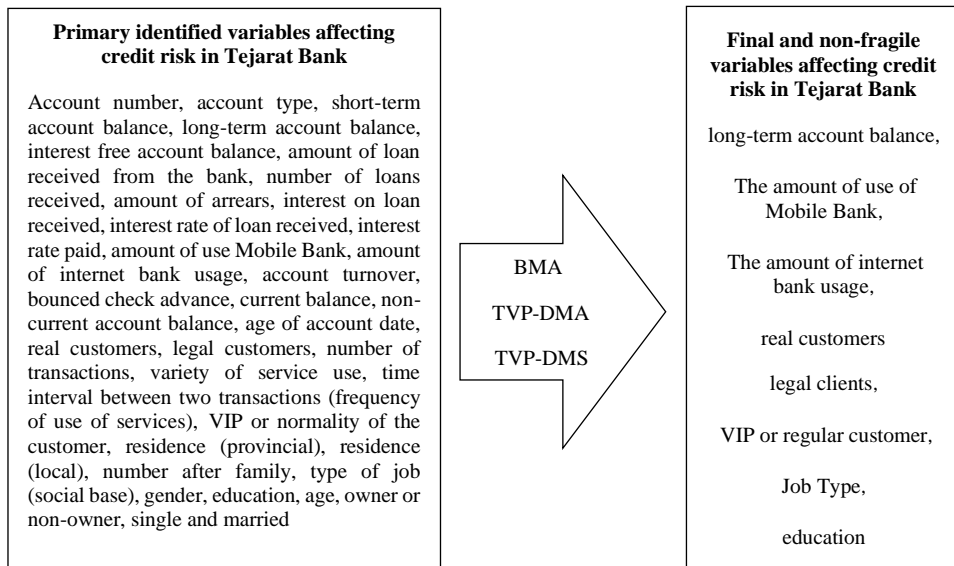 Primary identified variables affecting
credit risk in Tejarat Bank
Account number, account type, short-term
account balance, long-term account balance,
interest free account balance, amount of loan
received from the bank, number of loans
received, amount of arrears, interest on loan
received, interest rate of loan received, interest
rate paid, amount of use Mobile Bank, amount
of internet bank usage, account turnover,
bounced check advance, current balance, non-
current account balance, age of account date,
real customers, legal customers, number of
transactions, variety of service use, time
interval between two transactions (frequency
of use of services), VIP or normality of the
customer, residence (provincial), residence
(local), number after family, type of job
(social base), gender, education, age, owner or
non-owner, single and married
BMA
TVP-DMA
TVP-DMS
Final and non-fragile
variables affecting credit
risk in Tejarat Bank
long-term account balance,
The amount of use of
Mobile Bank,
The amount of internet
bank usage,
real customers
legal clients,
VIP or regular customer,
Job Type,
education